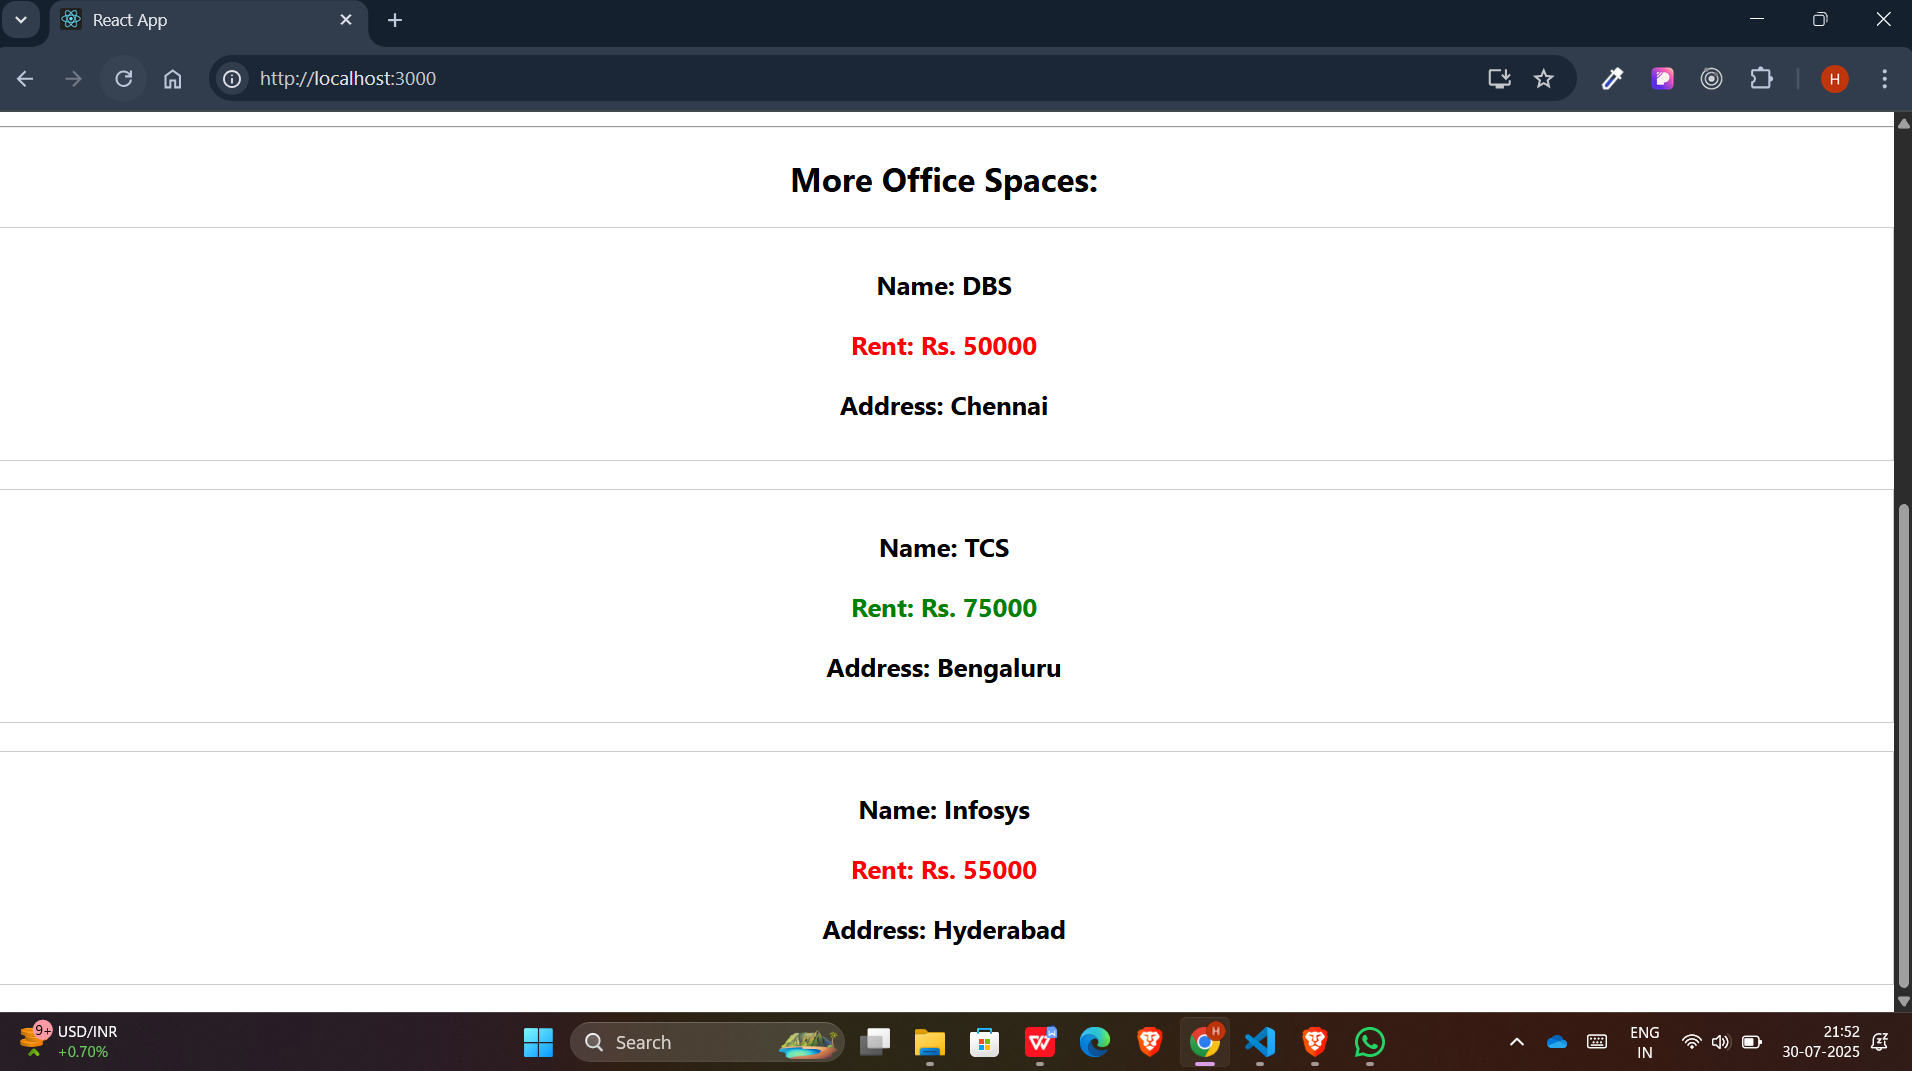 React App
http://localhost:3000
H
More Office Spaces:
Name: DBS
Rent: Rs. 50000
Address: Chennai
Name: TCS
Rent: Rs. 75000
Address: Bengaluru
Name: Infosys
Rent: Rs. 55000
Address: Hyderabad
9+
USD/INR
+0.70%
Search
W
W
H
ENG
IN
21:52
30-07-2025